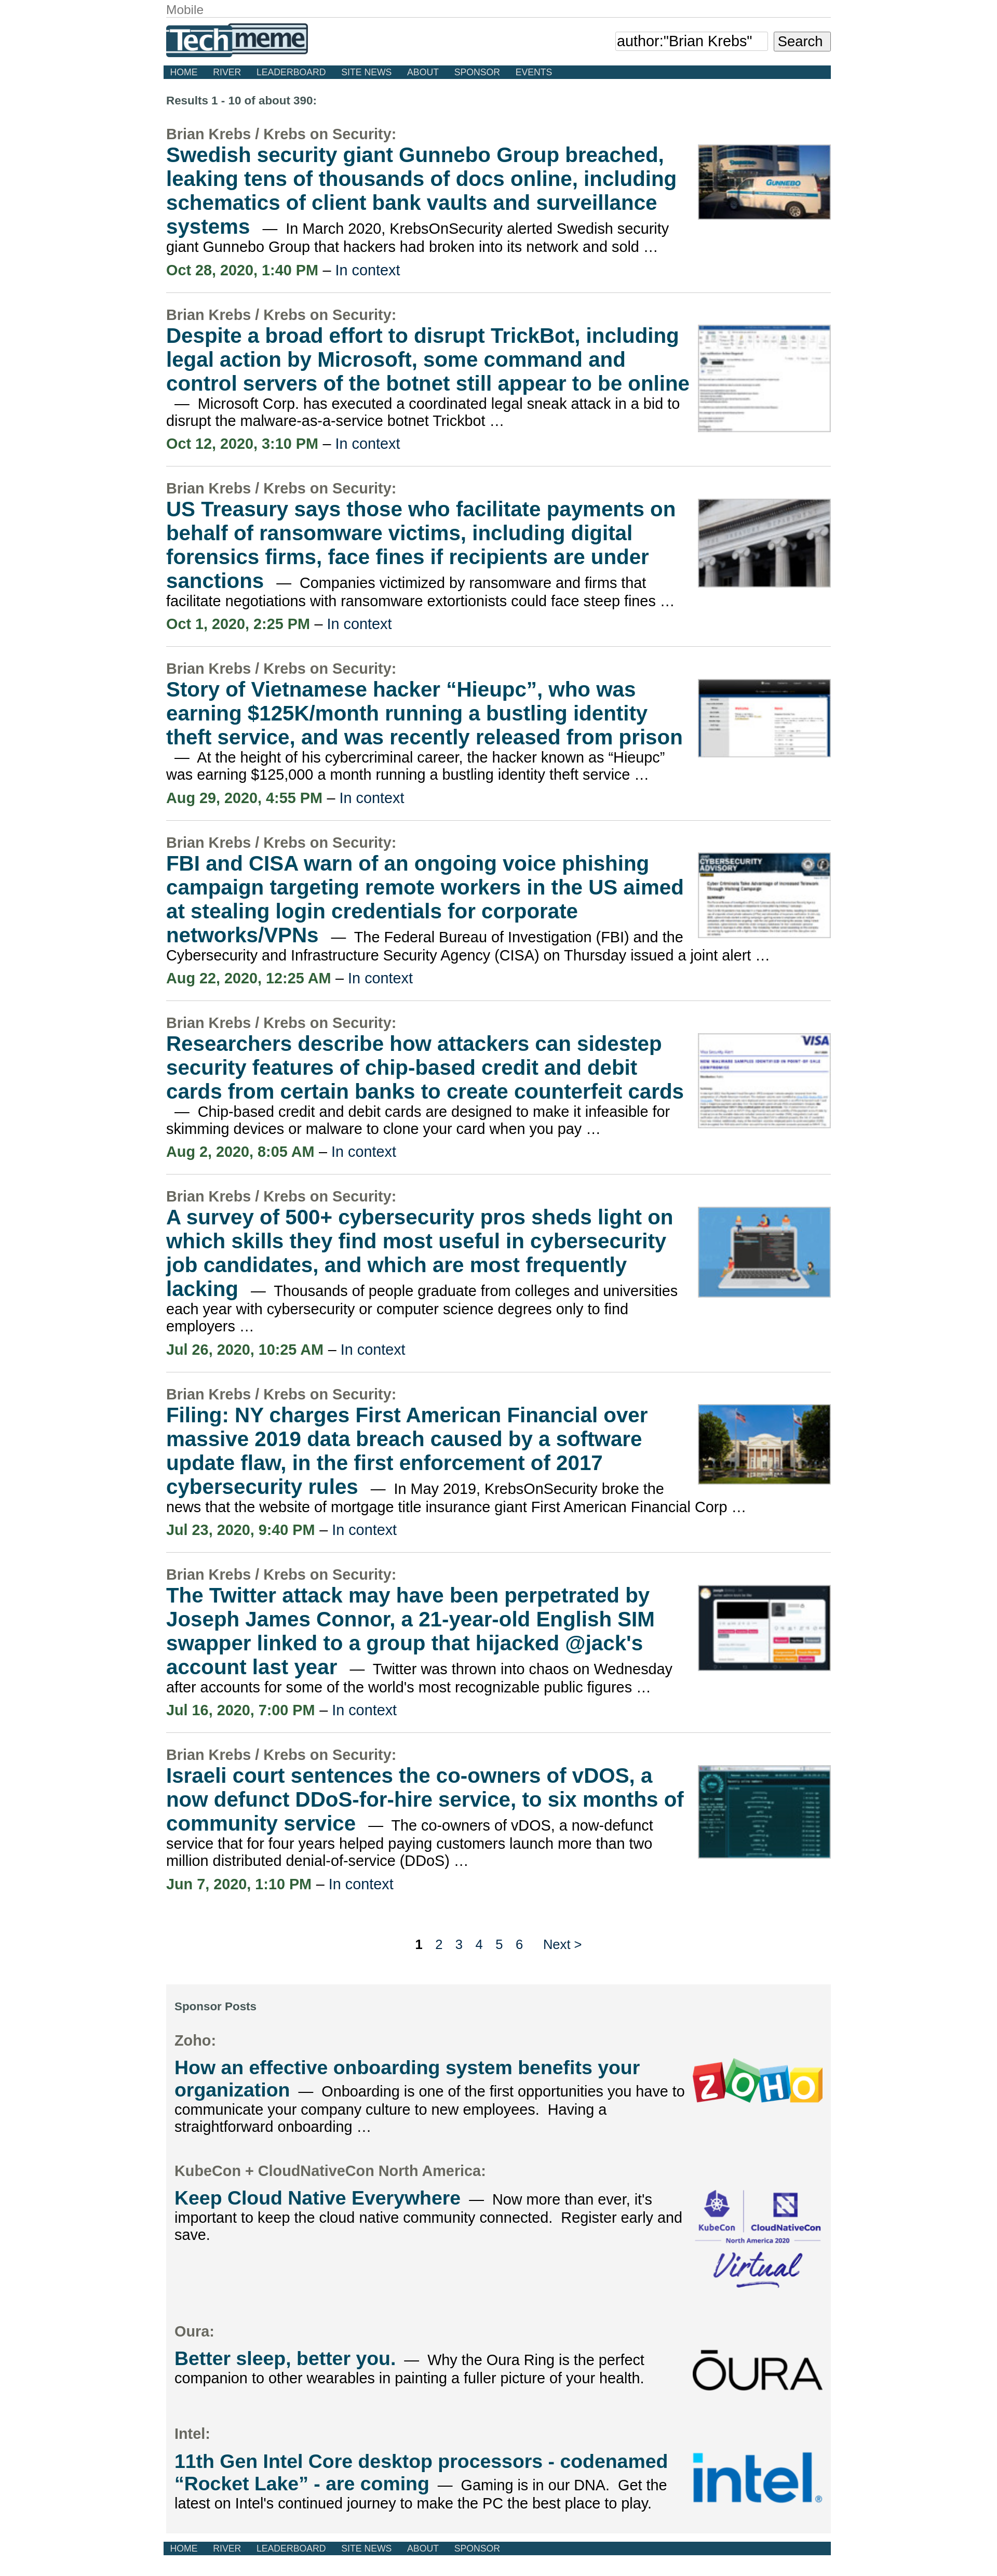 Mobile
Techmeme
author:"Brian Krebs"
Search
HOME RIVER LEADERBOARD SITE NEWS ABOUT SPONSOR EVENTS
Results 1 - 10 of about 390:
Brian Krebs / Krebs on Security:
Swedish security giant Gunnebo Group breached,
leaking tens of thousands of docs online, including
schematics of client bank vaults and surveillance
systems — In March 2020, KrebsOnSecurity alerted Swedish security
giant Gunnebo Group that hackers had broken into its network and sold …
GUNNEBO
Oct 28, 2020, 1:40 PM – In context
Brian Krebs / Krebs on Security:
Despite a broad effort to disrupt TrickBot, including
legal action by Microsoft, some command and
control servers of the botnet still appear to be online
— Microsoft Corp. has executed a coordinated legal sneak attack in a bid to
disrupt the malware-as-a-service botnet Trickbot …
Oct 12, 2020, 3:10 PM – In context
Brian Krebs / Krebs on Security:
US Treasury says those who facilitate payments on
behalf of ransomware victims, including digital
forensics firms, face fines if recipients are under
sanctions — Companies victimized by ransomware and firms that
facilitate negotiations with ransomware extortionists could face steep fines …
Oct 1, 2020, 2:25 PM – In context
Brian Krebs / Krebs on Security:
Story of Vietnamese hacker “Hieupc”, who was
earning $125K/month running a bustling identity
theft service, and was recently released from prison
— At the height of his cybercriminal career, the hacker known as “Hieupc”
was earning $125,000 a month running a bustling identity theft service …
Aug 29, 2020, 4:55 PM – In context
Brian Krebs / Krebs on Security:
FBI and CISA warn of an ongoing voice phishing
campaign targeting remote workers in the US aimed
at stealing login credentials for corporate
networks/VPNs — The Federal Bureau of Investigation (FBI) and the
Cybersecurity and Infrastructure Security Agency (CISA) on Thursday issued a joint alert …
CYBERSECURITY
ADVISORY
Cyber Criminals Take Advantage of Increased Telework
Through Vishing Campaign
SUMMARY
Aug 22, 2020, 12:25 AM – In context
Brian Krebs / Krebs on Security:
Researchers describe how attackers can sidestep
security features of chip-based credit and debit
cards from certain banks to create counterfeit cards
— Chip-based credit and debit cards are designed to make it infeasible for
skimming devices or malware to clone your card when you pay …
VISA
Visa Security Alert
NEW MALWARE SAMPLES IDENTIFIED IN POINT OF SALE
COMPROMISE
Aug 2, 2020, 8:05 AM – In context
Brian Krebs / Krebs on Security:
A survey of 500+ cybersecurity pros sheds light on
which skills they find most useful in cybersecurity
job candidates, and which are most frequently
lacking — Thousands of people graduate from colleges and universities
each year with cybersecurity or computer science degrees only to find
employers …
Jul 26, 2020, 10:25 AM – In context
Brian Krebs / Krebs on Security:
Filing: NY charges First American Financial over
massive 2019 data breach caused by a software
update flaw, in the first enforcement of 2017
cybersecurity rules — In May 2019, KrebsOnSecurity broke the
news that the website of mortgage title insurance giant First American Financial Corp …
Jul 23, 2020, 9:40 PM – In context
Brian Krebs / Krebs on Security:
The Twitter attack may have been perpetrated by
Joseph James Connor, a 21-year-old English SIM
swapper linked to a group that hijacked @jack's
account last year — Twitter was thrown into chaos on Wednesday
after accounts for some of the world's most recognizable public figures …
Jul 16, 2020, 7:00 PM – In context
Brian Krebs / Krebs on Security:
Israeli court sentences the co-owners of vDOS, a
now defunct DDoS-for-hire service, to six months of
community service — The co-owners of vDOS, a now-defunct
service that for four years helped paying customers launch more than two
million distributed denial-of-service (DDoS) …
Jun 7, 2020, 1:10 PM – In context
1 2 3 4 5 6 Next >
Sponsor Posts
Zoho:
How an effective onboarding system benefits your
organization — Onboarding is one of the first opportunities you have to
communicate your company culture to new employees. Having a
straightforward onboarding …
ZOHO
KubeCon + CloudNativeCon North America:
Keep Cloud Native Everywhere — Now more than ever, it's
important to keep the cloud native community connected. Register early and
save.
KubeCon CloudNativeCon
North America 2020
Virtual
Oura:
Better sleep, better you. — Why the Oura Ring is the perfect
companion to other wearables in painting a fuller picture of your health.
ŌURA
Intel:
11th Gen Intel Core desktop processors - codenamed
“Rocket Lake” - are coming — Gaming is in our DNA. Get the
latest on Intel's continued journey to make the PC the best place to play.
intel®
HOME RIVER LEADERBOARD SITE NEWS ABOUT SPONSOR